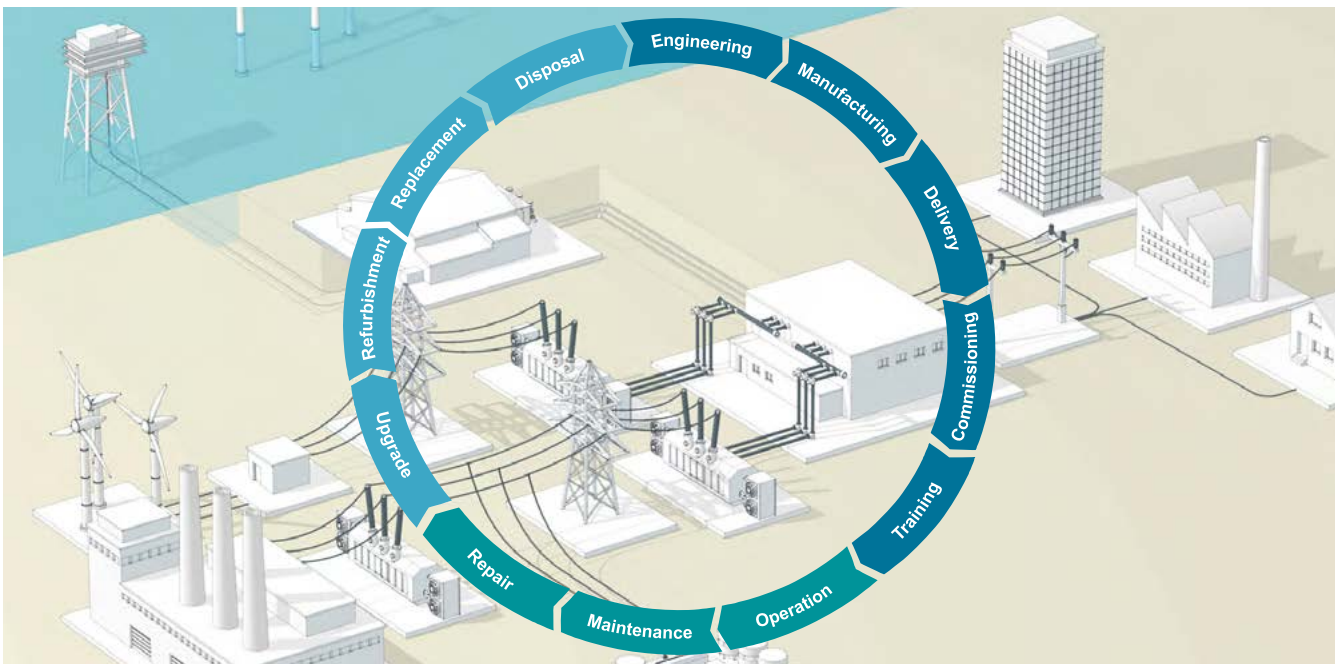 Engineering
Manufacturing
Delivery
Commissioning
Training
Operation
Maintenance
Repair
Upgrade
Refurbishment
Replacement
Disposal